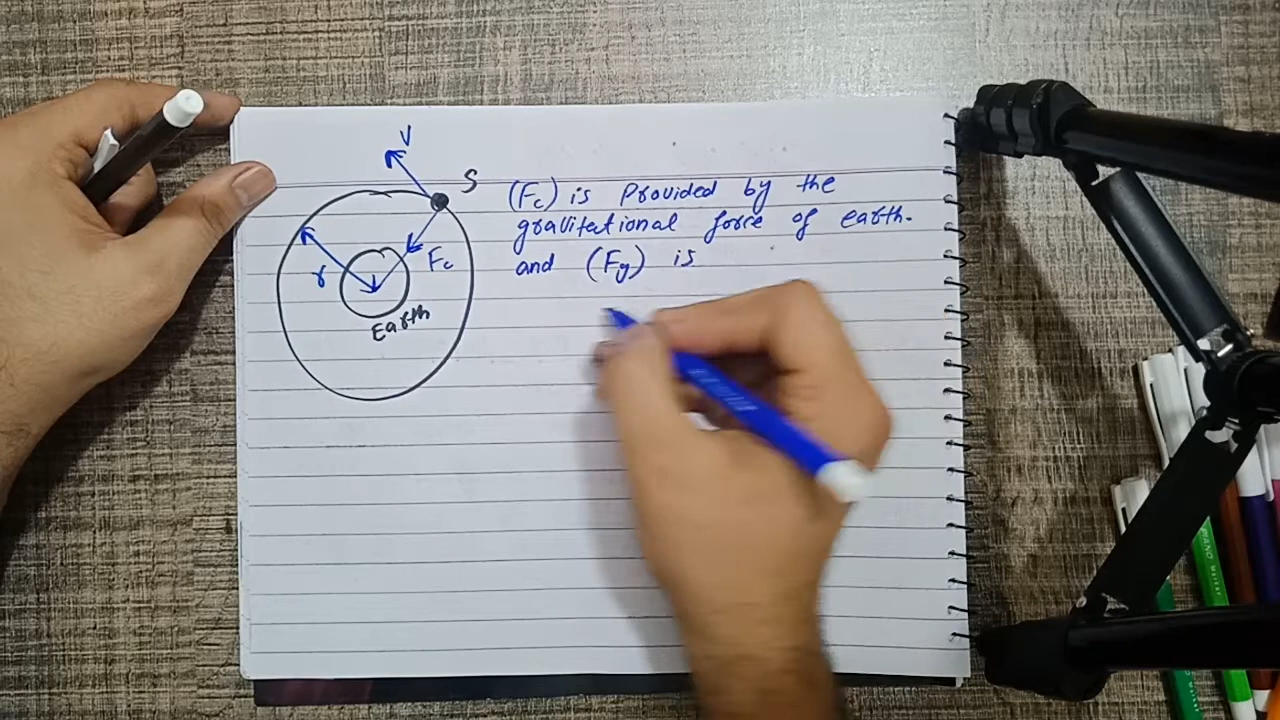 V
S
(Fc) is Provided by the
gravitational force of earth.
and (Fg) is
Fc
r
Earth